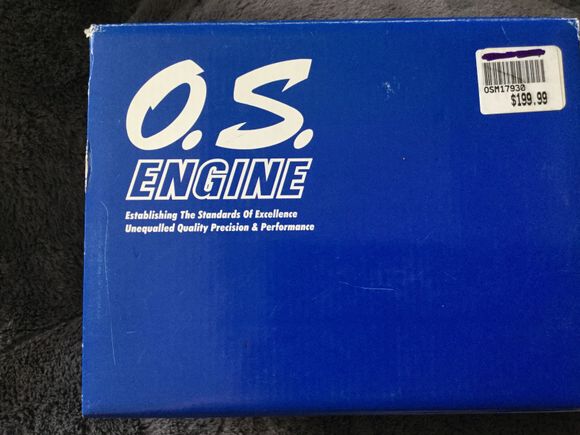 O.S.
ENGINE
Establishing The Standards Of Excellence
Unequalled Quality Precision & Performance
OSM17930
$199.99